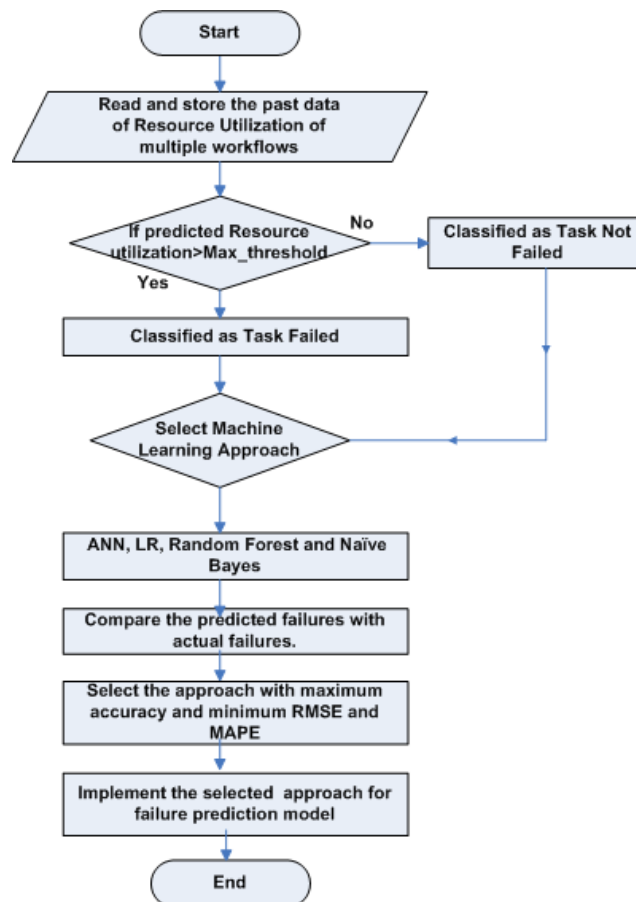 Start
Read and store the past data
of Resource Utilization of
multiple workflows
If predicted Resource
utilization>Max_threshold
No
Classified as Task Not
Failed
Yes
Classified as Task Failed
Select Machine
Learning Approach
ANN, LR, Random Forest and Naïve
Bayes
Compare the predicted failures with
actual failures.
Select the approach with maximum
accuracy and minimum RMSE and
MAPE
Implement the selected approach for
failure prediction model
End